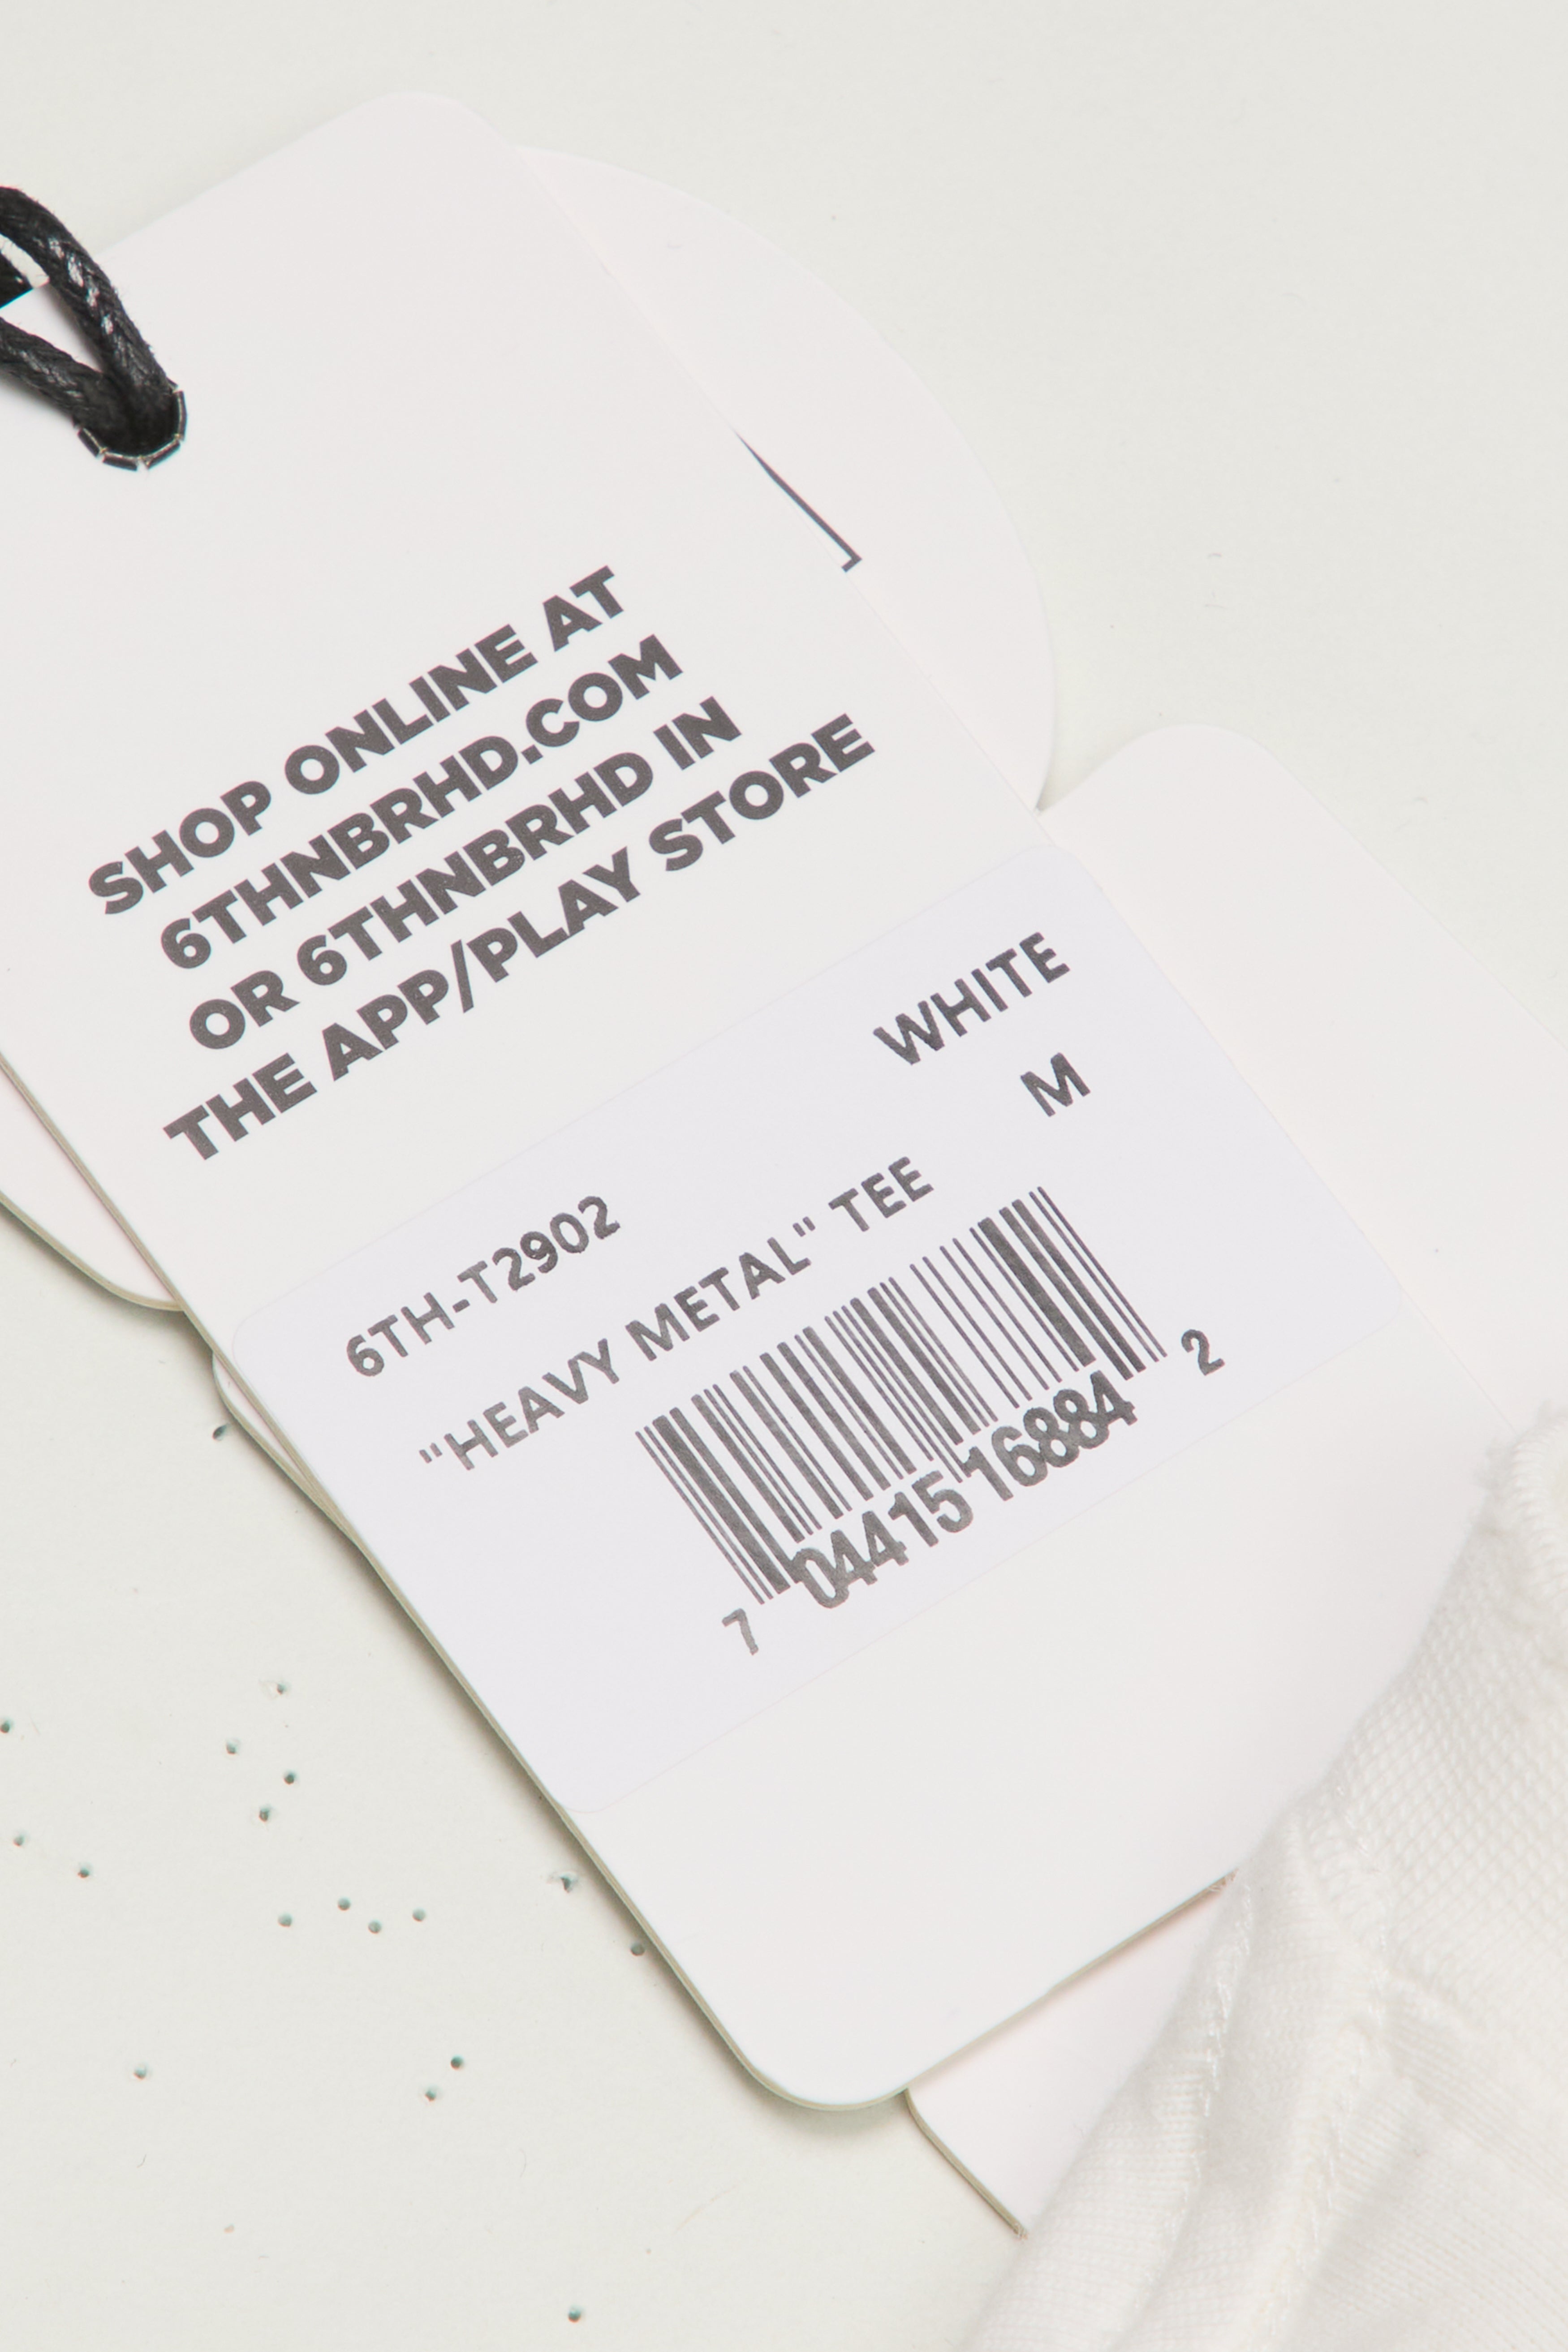 SHOP ONLINE AT
6THNBRHD.COM
OR 6THNBRHD IN
THE APP/PLAY STORE
WHITE
M
6TH-T2902
"HEAVY METAL" TEE
7 04415 16884 2